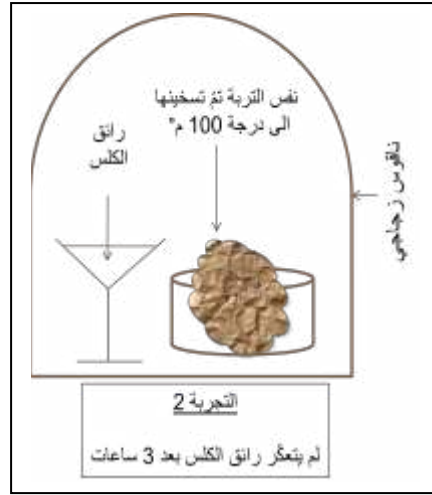 نفس التربة تمّ تسخينها
الى درجة 100 م°
رائق
الكلس
ناقوس زجاجي
التجربة 2
لم يتعكّر رائق الكلس بعد 3 ساعات